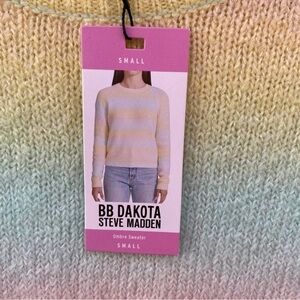 SMALL
BB DAKOTA
STEVE MADDEN
Ombre Sweater
SMALL